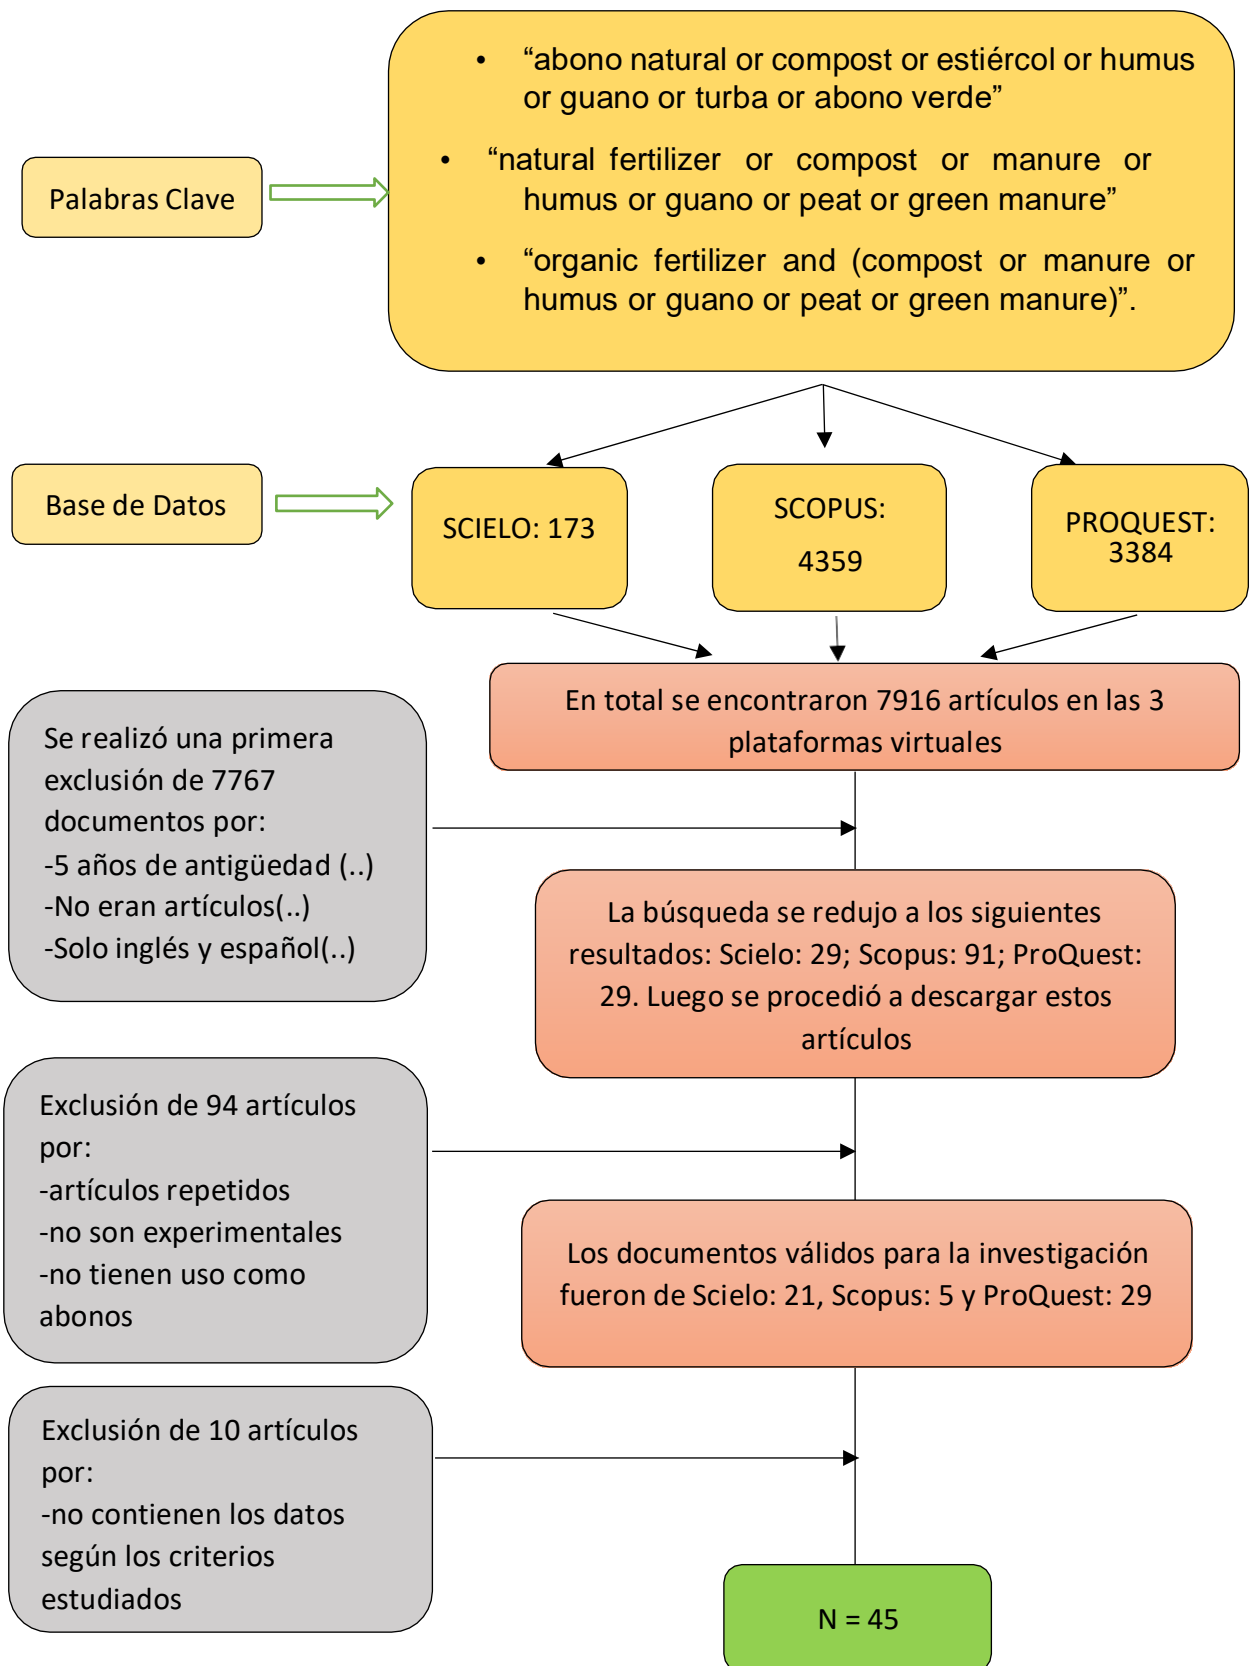 • “abono natural or compost or estiércol or humus
or guano or turba or abono verde”
• “natural fertilizer or compost or manure or
humus or guano or peat or green manure”
• “organic fertilizer and (compost or manure or
humus or guano or peat or green manure)”.
Palabras Clave
Base de Datos
SCIELO: 173
SCOPUS:
4359
PROQUEST:
3384
En total se encontraron 7916 artículos en las 3
plataformas virtuales
Se realizó una primera
exclusión de 7767
documentos por:
-5 años de antigüedad (..)
-No eran artículos(..)
-Solo inglés y español(..)
La búsqueda se redujo a los siguientes
resultados: Scielo: 29; Scopus: 91; ProQuest:
29. Luego se procedió a descargar estos
artículos
Exclusión de 94 artículos
por:
-artículos repetidos
-no son experimentales
-no tienen uso como
abonos
Los documentos válidos para la investigación
fueron de Scielo: 21, Scopus: 5 y ProQuest: 29
Exclusión de 10 artículos
por:
-no contienen los datos
según los criterios
estudiados
N = 45